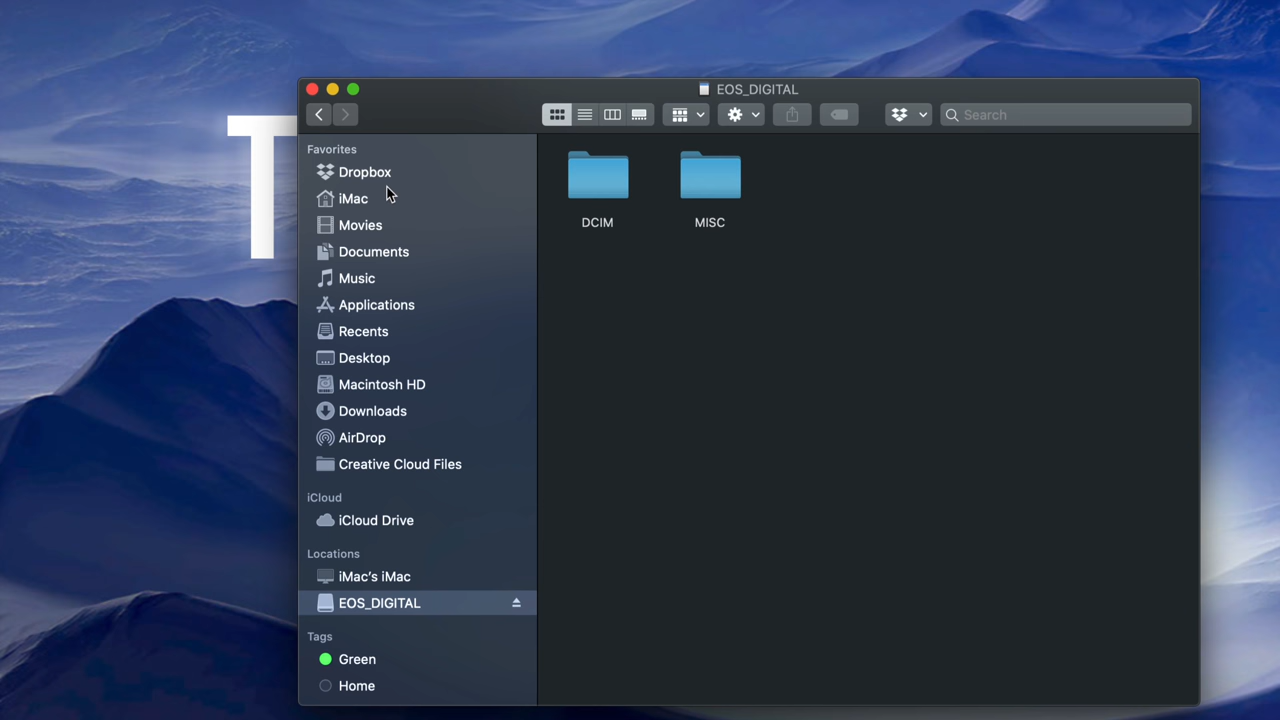 T
EOS_DIGITAL
Search
Favorites
Dropbox
iMac
Movies
Documents
Music
Applications
Recents
Desktop
Macintosh HD
Downloads
AirDrop
Creative Cloud Files
iCloud
iCloud Drive
Locations
iMac’s iMac
EOS_DIGITAL
Tags
Green
Home
DCIM
MISC